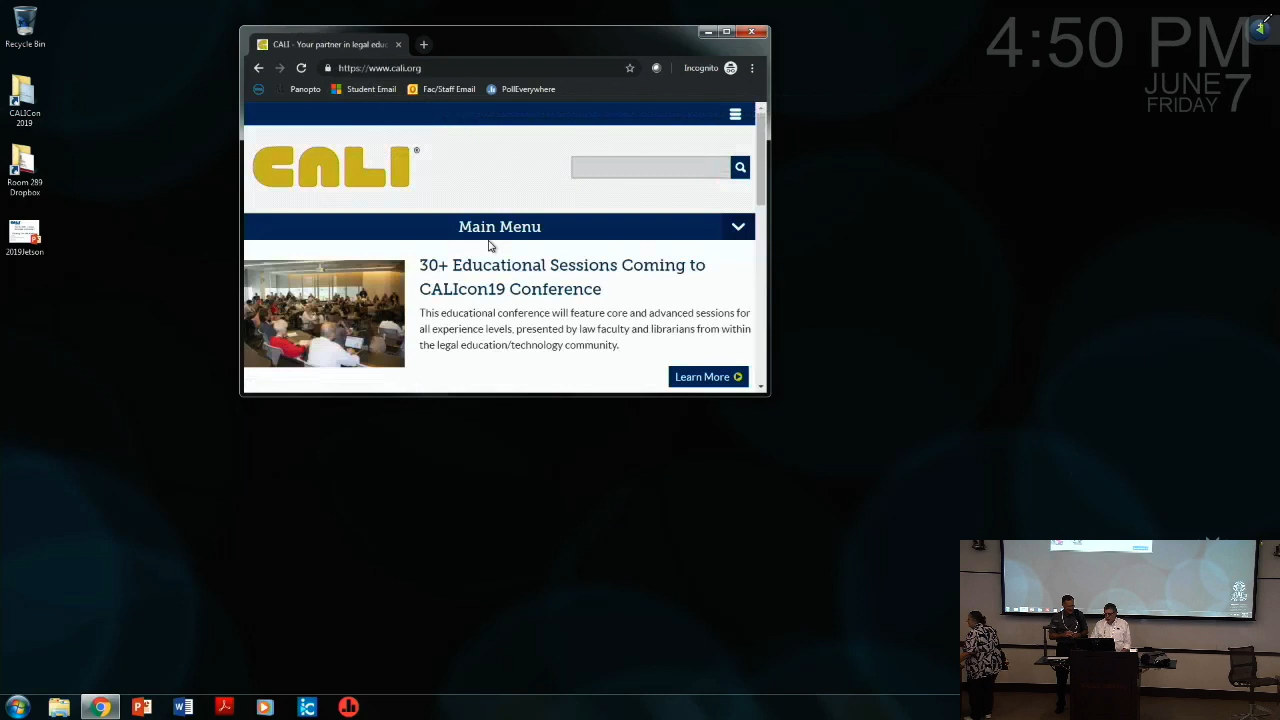 Recycle Bin
CALICon
2019
Room 289
Dropbox
2019Jetson
CALI - Your partner in legal educ
https://www.cali.org
Incognito
Panopto
Student Email
Fac/Staff Email
PollEverywhere
CALI®
Main Menu
30+ Educational Sessions Coming to
CALIcon19 Conference
This educational conference will feature core and advanced sessions for
all experience levels, presented by law faculty and librarians from within
the legal education/technology community.
Learn More
4:50 PM
JUNE 7
FRIDAY